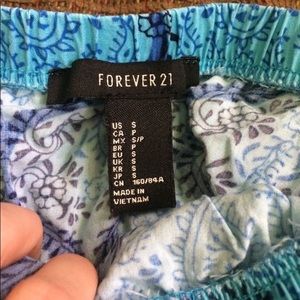 FOREVER 21
US S
CA P
MX S/P
BR P
EU S
UK S
KR S
JP S
CN 160/84A
MADE IN
VIETNAM